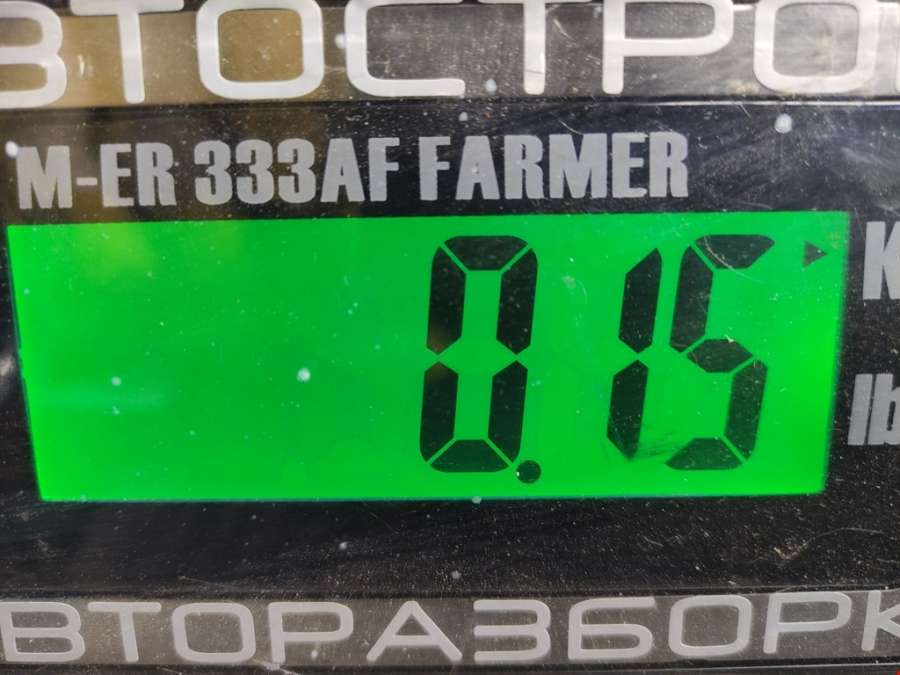 ВТОСТРО
M-ER 333AF FARMER
0.15
K
lb
ВТОРАЗБОРК